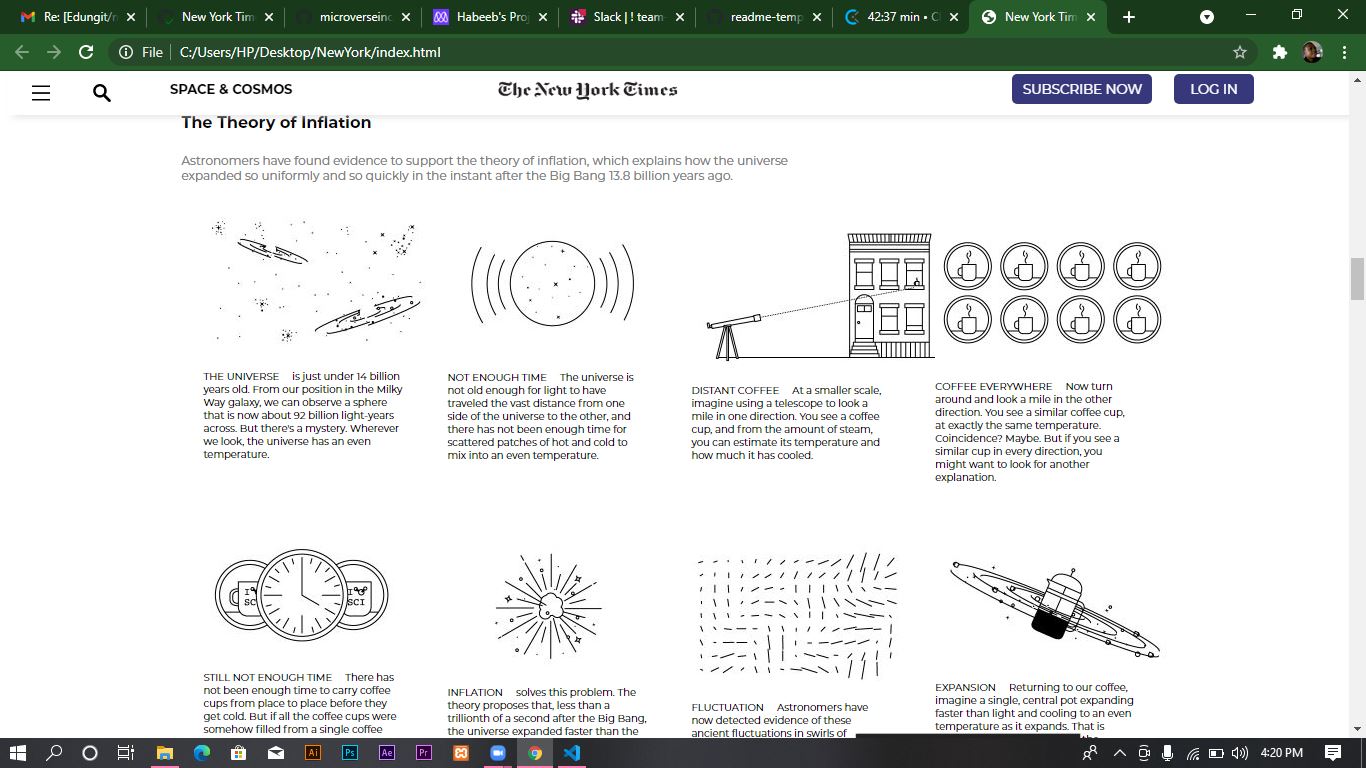 Re: [Edungit/n
New York Tim
microverseinc
Habeeb's Proj
Slack | ! team-
readme-temp
42:37 min • Cl
New York Tim
File
C:/Users/HP/Desktop/NewYork/index.html
SPACE & COSMOS
The New York Times
SUBSCRIBE NOW
LOG IN
The Theory of Inflation
Astronomers have found evidence to support the theory of inflation, which explains how the universe
expanded so uniformly and so quickly in the instant after the Big Bang 13.8 billion years ago.
THE UNIVERSE is just under 14 billion
years old. From our position in the Milky
Way galaxy, we can observe a sphere
that is now about 92 billion light-years
across. But there's a mystery. Wherever
we look, the universe has an even
temperature.
NOT ENOUGH TIME The universe is
not old enough for light to have
traveled the vast distance from one
side of the universe to the other, and
there has not been enough time for
scattered patches of hot and cold to
mix into an even temperature.
DISTANT COFFEE At a smaller scale,
imagine using a telescope to look a
mile in one direction. You see a coffee
cup, and from the amount of steam,
you can estimate its temperature and
how much it has cooled.
COFFEE EVERYWHERE Now turn
around and look a mile in the other
direction. You see a similar coffee cup,
at exactly the same temperature.
Coincidence? Maybe. But if you see a
similar cup in every direction, you
might want to look for another
explanation.
STILL NOT ENOUGH TIME There has
not been enough time to carry coffee
cups from place to place before they
get cold. But if all the coffee cups were
somehow filled from a single coffee
INFLATION solves this problem. The
theory proposes that, less than a
trillionth of a second after the Big Bang,
the universe expanded faster than the
FLUCTUATION Astronomers have
now detected evidence of these
ancient fluctuations in swirls of
EXPANSION Returning to our coffee,
imagine a single, central pot expanding
faster than light and cooling to an even
temperature as it expands. That is
Ai
Ps
Ae
Pr
4:20 PM